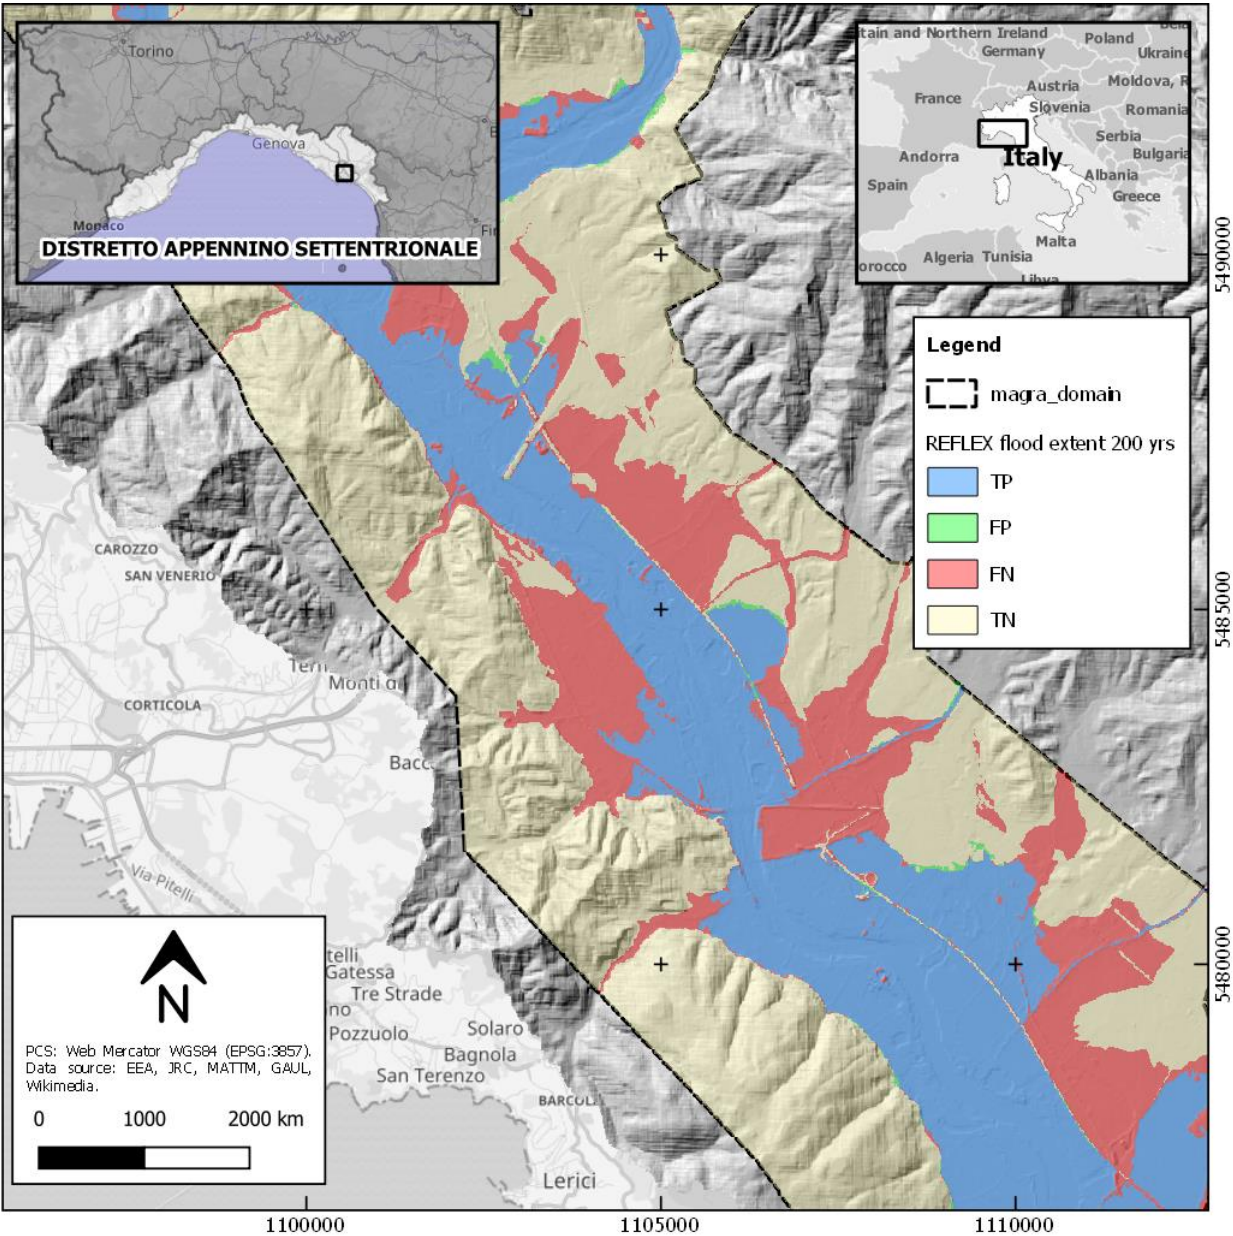 Torino
Genova
Monaco
DISTRETTO APPENNINO SETTENTRIONALE
tain and Northern Ireland
Poland
Germany
Ukraine
Austria
Moldova, R
France
Slovenia
Romania
Serbia
Andorra
Italy
Bulgaria
Albania
Spain
Greece
Malta
orocco
Algeria
Tunisia
Libya
5490000
Legend
magra_domain
REFLEX flood extent 200 yrs
TP
FP
FN
TN
5485000
CAROZZO
SAN VENERIO
Monti
CORTICOLA
Bacc
Via Pitelli
5480000
telli
Gatessa
Tre Strade
no
Pozzuolo
Solaro
Bagnola
San Terenzo
BARCOL
Lerici
N
PCS: Web Mercator WGS84 (EPSG:3857).
Data source: EEA, JRC, MATTM, GAUL,
Wikimedia.
0 1000 2000 km
1100000 1105000 1110000